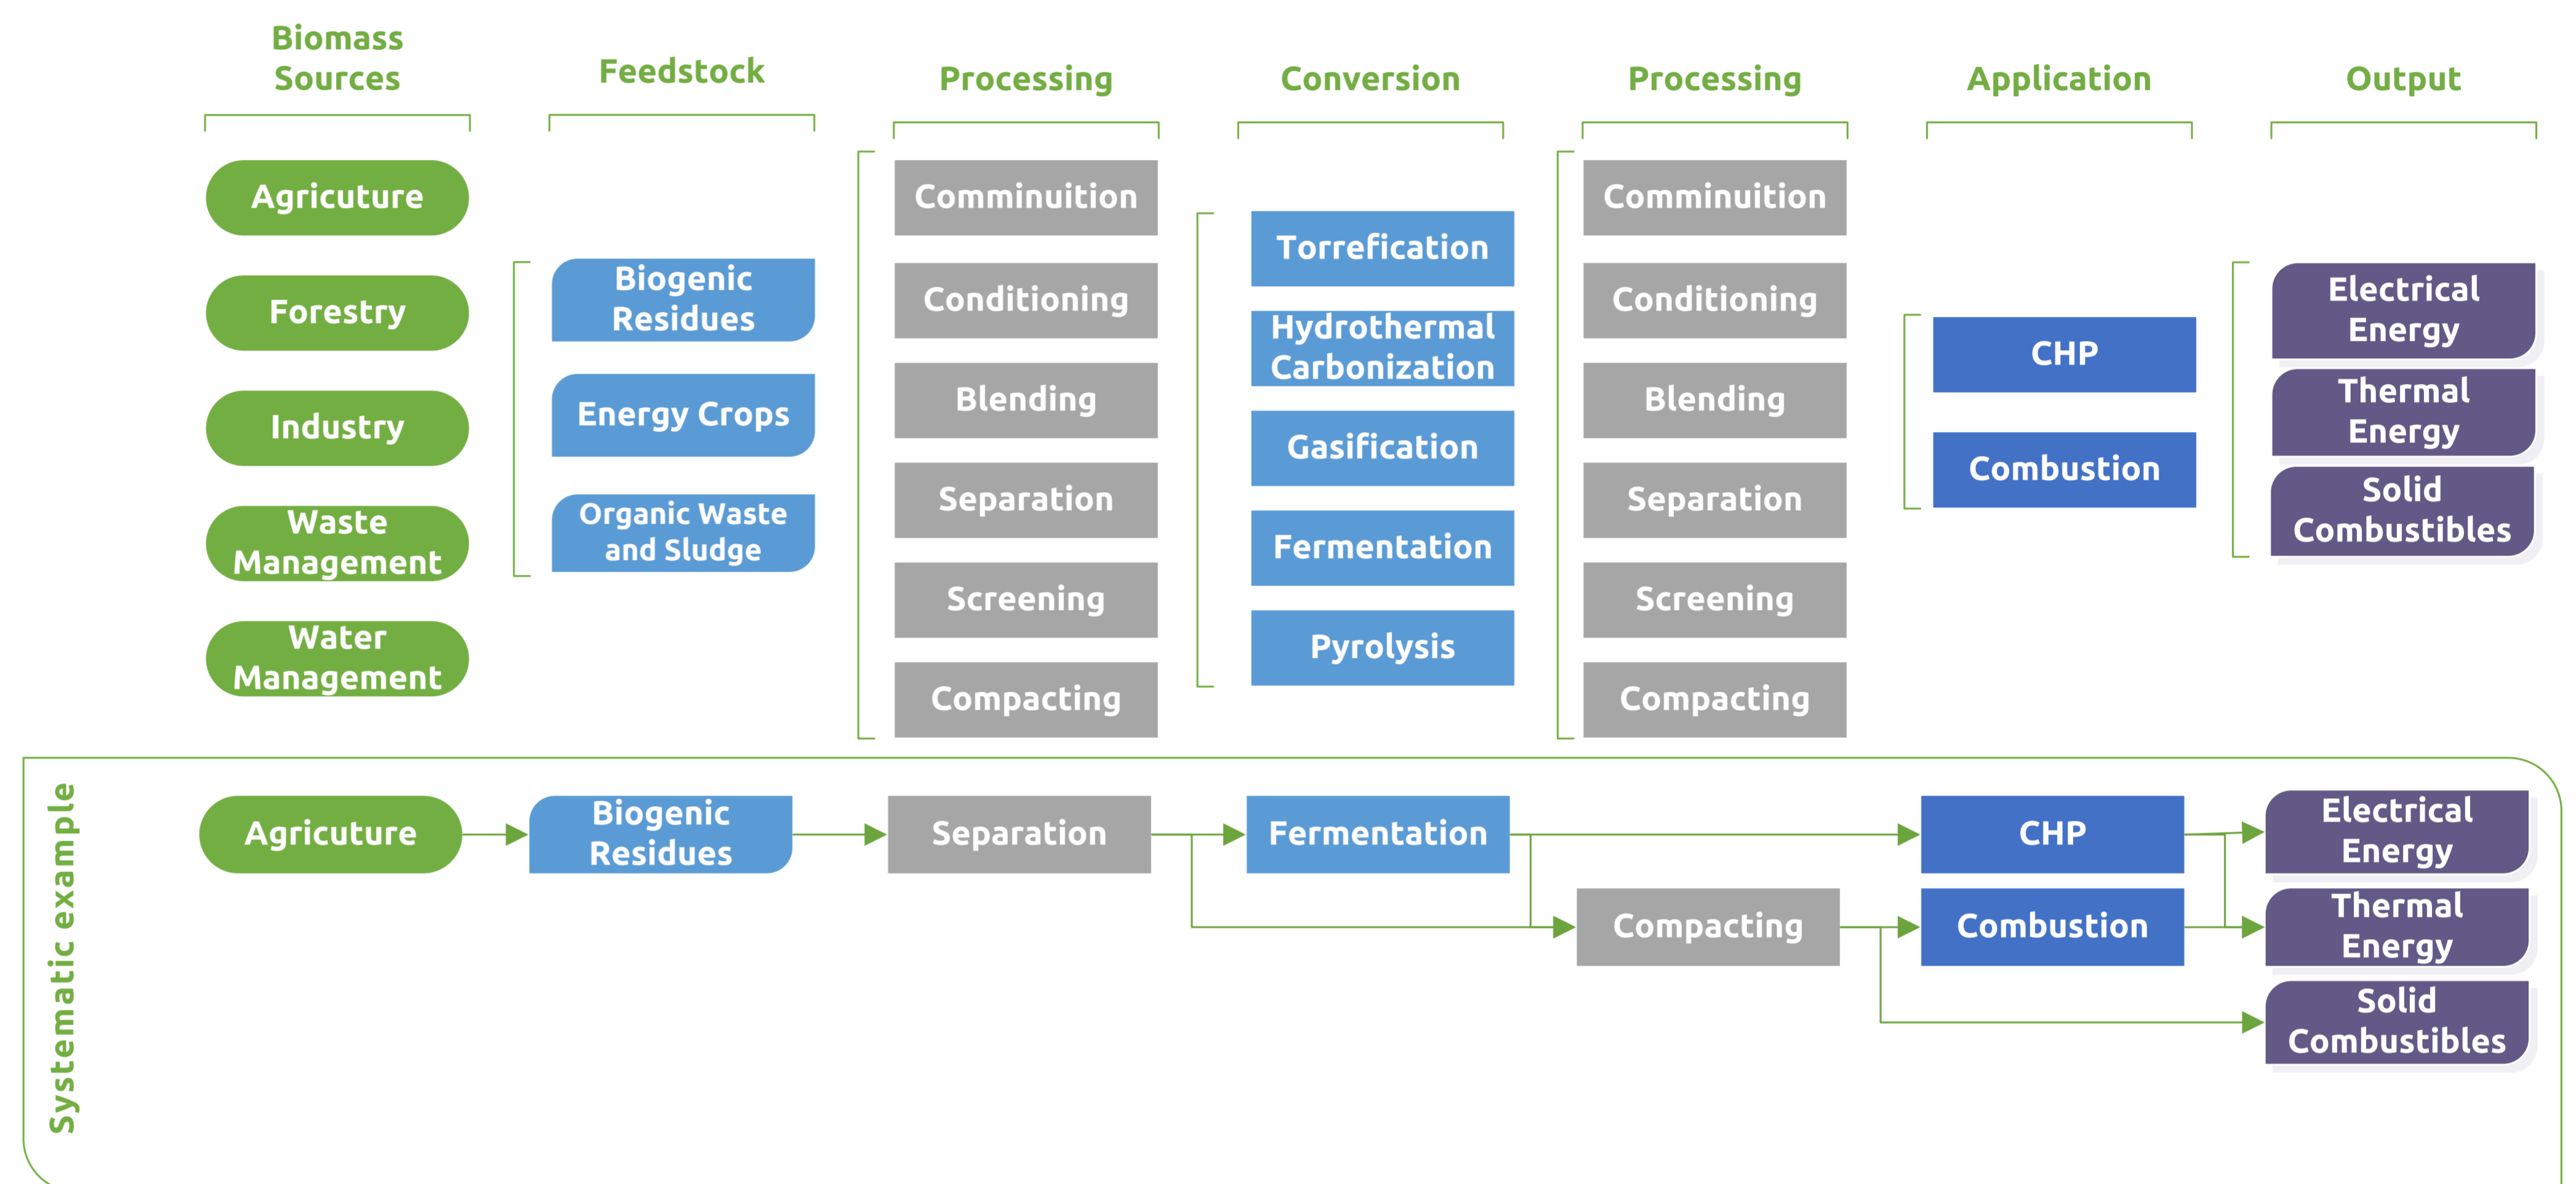 Biomass
Sources
Feedstock
Processing
Conversion
Processing
Application
Output
Agricuture
Forestry
Industry
Waste
Management
Water
Management
Biogenic
Residues
Energy Crops
Organic Waste
and Sludge
Comminuition
Conditioning
Blending
Separation
Screening
Compacting
Torrefication
Hydrothermal
Carbonization
Gasification
Fermentation
Pyrolysis
Comminuition
Conditioning
Blending
Separation
Screening
Compacting
CHP
Combustion
Electrical
Energy
Thermal
Energy
Solid
Combustibles
Systematic example
Agricuture
Biogenic
Residues
Separation
Fermentation
Compacting
CHP
Combustion
Electrical
Energy
Thermal
Energy
Solid
Combustibles